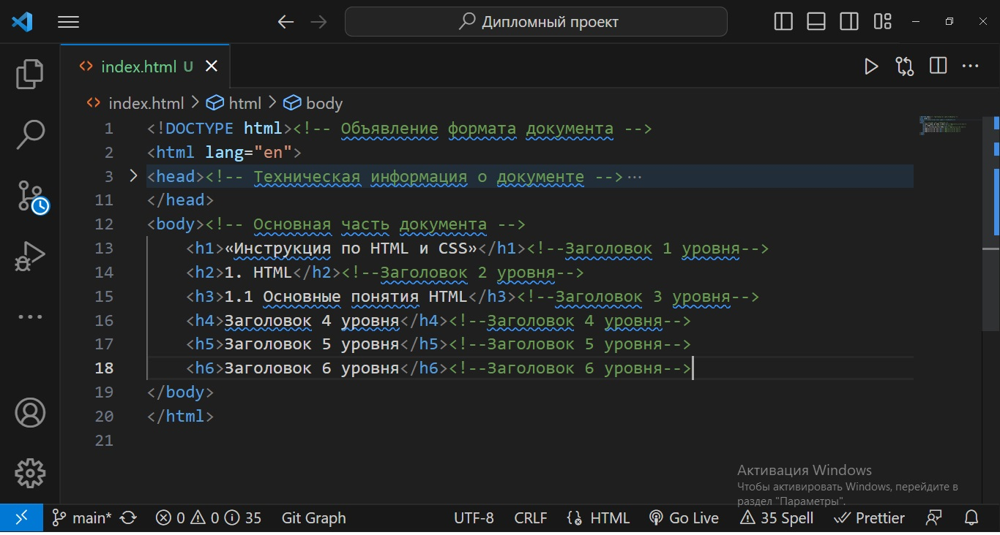 Дипломный проект
index.html U
index.html > html > body
1 <!DOCTYPE html><!-- Объявление формата документа -->
2 <html lang="en">
3 <head><!-- Техническая информация о документе -->…
11 </head>
12 <body><!-- Основная часть документа -->
13 <h1>«Инструкция по HTML и CSS»</h1><!--Заголовок 1 уровня-->
14 <h2>1. HTML</h2><!--Заголовок 2 уровня-->
15 <h3>1.1 Основные понятия HTML</h3><!--Заголовок 3 уровня-->
16 <h4>Заголовок 4 уровня</h4><!--Заголовок 4 уровня-->
17 <h5>Заголовок 5 уровня</h5><!--Заголовок 5 уровня-->
18 <h6>Заголовок 6 уровня</h6><!--Заголовок 6 уровня-->
19 </body>
20 </html>
21
Активация Windows
Чтобы активировать Windows, перейдите в
раздел "Параметры".
main* 0 0 35 Git Graph UTF-8 CRLF HTML Go Live 35 Spell Prettier